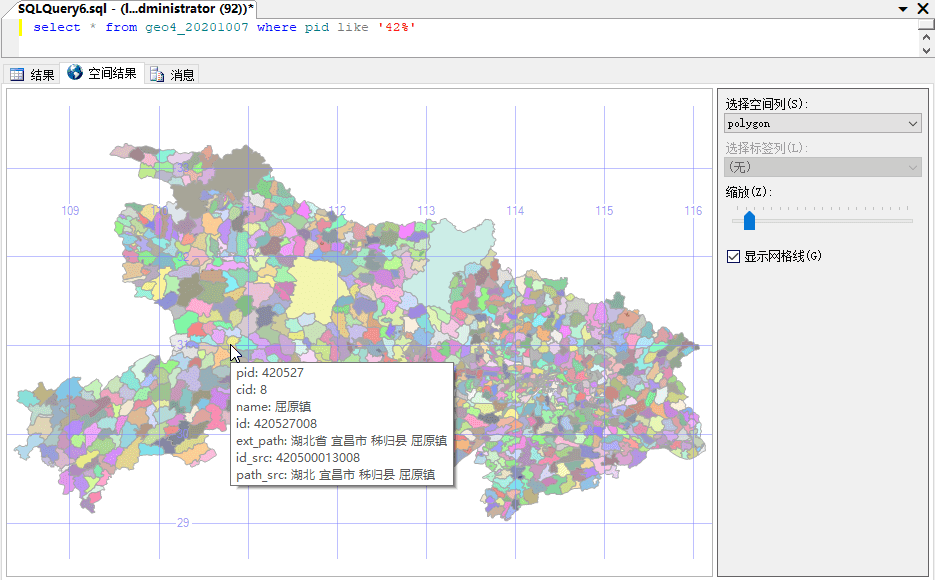 SQLQuery6.sql - (l...dministrator (92))*
select * from geo4_20201007 where pid like '42%'
结果 空间结果 消息
选择空间列(S):
polygon
选择标签列(L):
(无)
缩放(Z):
显示网格线(G)
109 112 113 114 115 116
pid: 420527
cid: 8
name: 屈原镇
id: 420527008
ext_path: 湖北省 宜昌市 秭归县 屈原镇
id_src: 420500013008
path_src: 湖北 宜昌市 秭归县 屈原镇
29